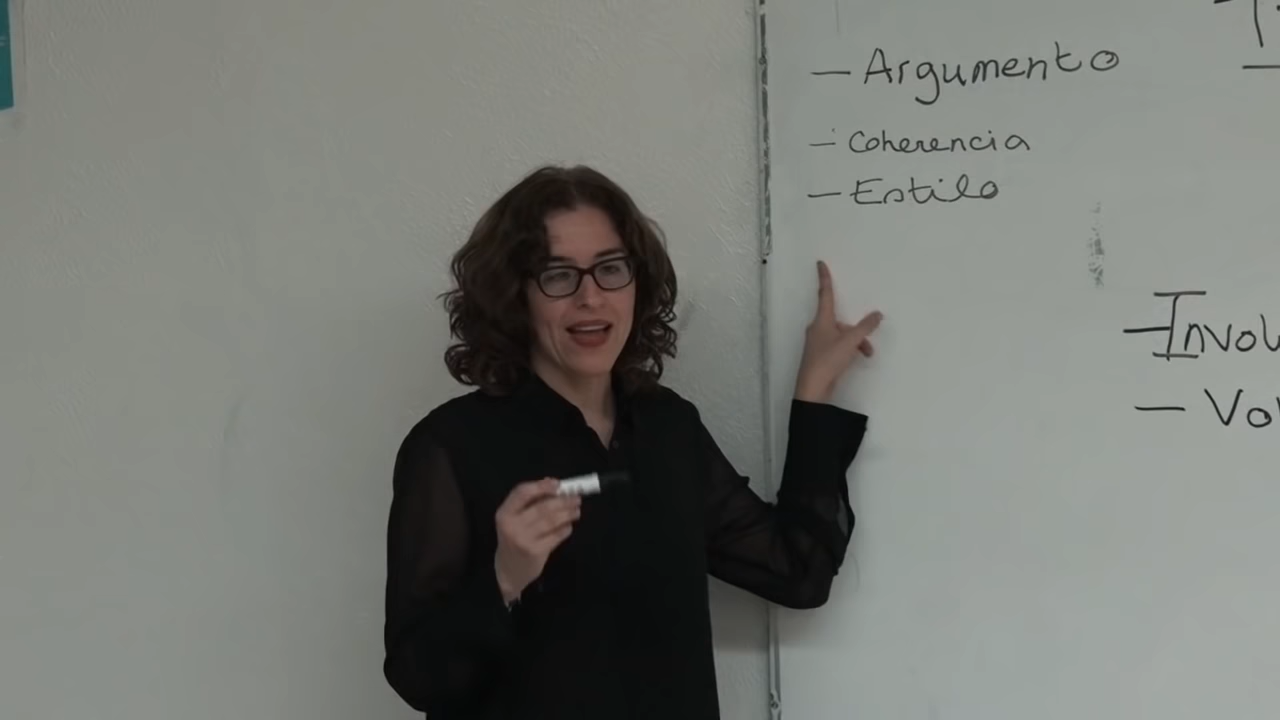 — Argumento
— Coherencia
— Estilo